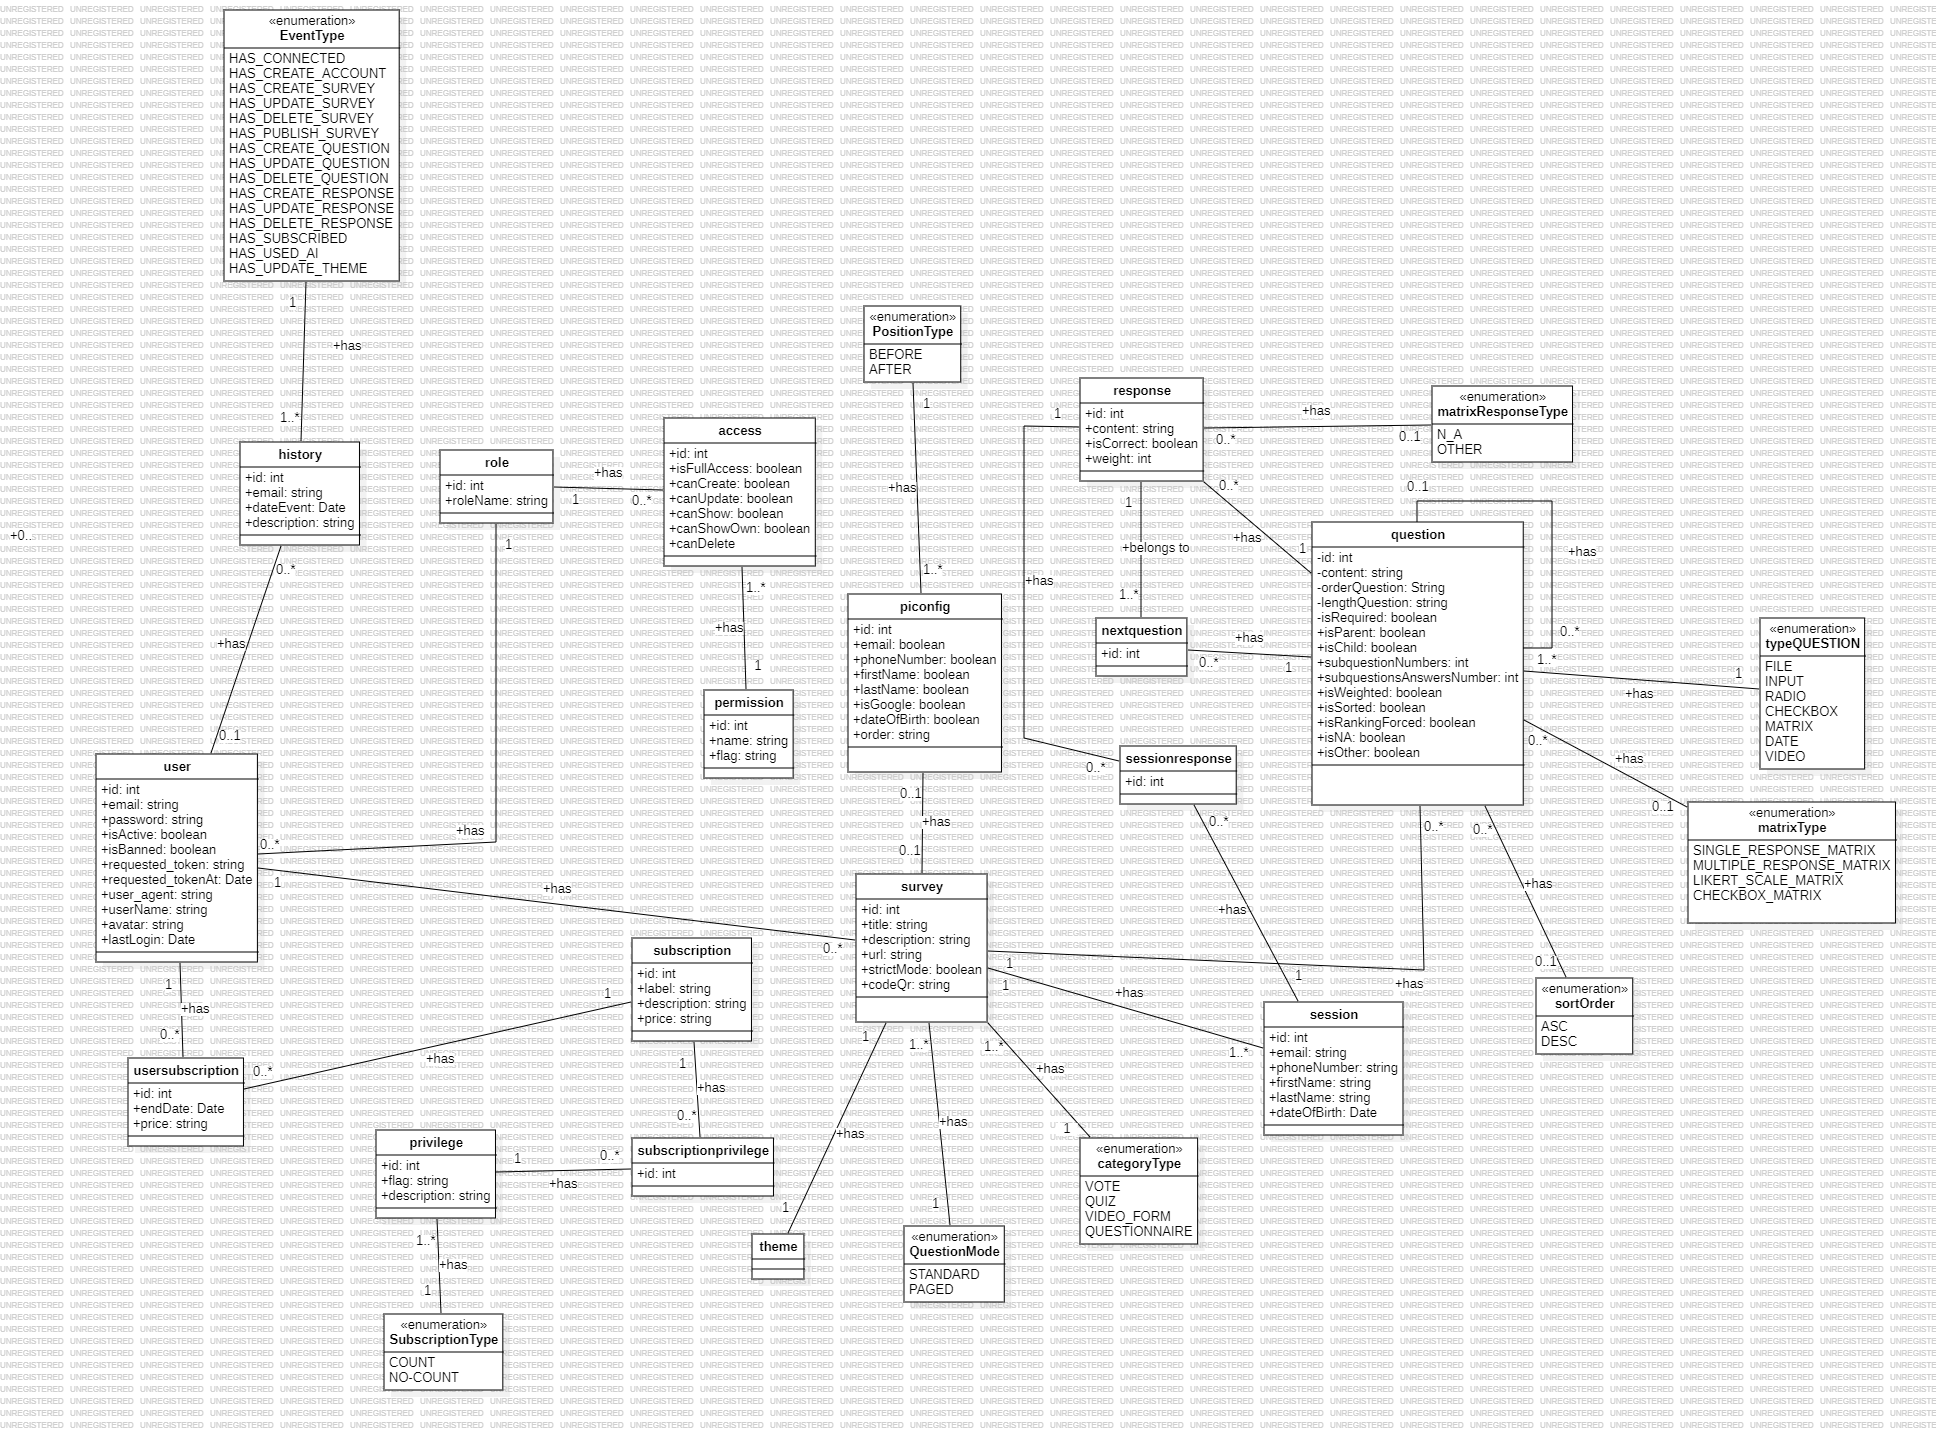 «enumeration»
EventType
HAS_CONNECTED
HAS_CREATE_ACCOUNT
HAS_CREATE_SURVEY
HAS_UPDATE_SURVEY
HAS_DELETE_SURVEY
HAS_PUBLISH_SURVEY
HAS_CREATE_QUESTION
HAS_UPDATE_QUESTION
HAS_DELETE_QUESTION
HAS_CREATE_RESPONSE
HAS_UPDATE_RESPONSE
HAS_DELETE_RESPONSE
HAS_SUBSCRIBED
HAS_USED_AI
HAS_UPDATE_THEME
1
+has
1..*
history
+id: int
+email: string
+dateEvent: Date
+description: string
0..*
+has
0..1
+0..
role
+id: int
+roleName: string
+has
1
0..*
1
+has
0..*
access
+id: int
+isFullAccess: boolean
+canCreate: boolean
+canUpdate: boolean
+canShow: boolean
+canShowOwn: boolean
+canDelete
1..*
+has
1
permission
+id: int
+name: string
+flag: string
«enumeration»
PositionType
BEFORE
AFTER
1
+has
1..*
piconfig
+id: int
+email: boolean
+phoneNumber: boolean
+firstName: boolean
+lastName: boolean
+isGoogle: boolean
+dateOfBirth: boolean
+order: string
0..1
+has
0..1
response
+id: int
+content: string
+isCorrect: boolean
+weight: int
1
+has
0..*
+has
0..*
0..1
«enumeration»
matrixResponseType
N_A
OTHER
0..*
+has
1
1
+belongs to
1..*
nextquestion
+id: int
+has
0..*
1
0..1
+has
0..*
question
-id: int
-content: string
-orderQuestion: String
-lengthQuestion: string
-isRequired: boolean
+isParent: boolean
+isChild: boolean
+subquestionNumbers: int
+subquestionsAnswersNumber: int
+isWeighted: boolean
+isSorted: boolean
+isRankingForced: boolean
+isNA: boolean
+isOther: boolean
1..*
+has
1
«enumeration»
typeQUESTION
FILE
INPUT
RADIO
CHECKBOX
MATRIX
DATE
VIDEO
0..*
+has
0..1
«enumeration»
matrixType
SINGLE_RESPONSE_MATRIX
MULTIPLE_RESPONSE_MATRIX
LIKERT_SCALE_MATRIX
CHECKBOX_MATRIX
sessionresponse
+id: int
0..*
+has
1
user
+id: int
+email: string
+password: string
+isActive: boolean
+isBanned: boolean
+requested_token: string
+requested_tokenAt: Date
+user_agent: string
+userName: string
+avatar: string
+lastLogin: Date
1
+has
0..*
survey
+id: int
+title: string
+description: string
+url: string
+strictMode: boolean
+codeQr: string
1
+has
0..*
0..*
+has
0..1
«enumeration»
sortOrder
ASC
DESC
1
+has
1..*
session
+id: int
+email: string
+phoneNumber: string
+firstName: string
+lastName: string
+dateOfBirth: Date
1
+has
0..*
usersubscription
+id: int
+endDate: Date
+price: string
0..*
+has
1
subscription
+id: int
+label: string
+description: string
+price: string
1
+has
0..*
subscriptionprivilege
+id: int
privilege
+id: int
+flag: string
+description: string
1
+has
0..*
1..*
+has
1
«enumeration»
SubscriptionType
COUNT
NO-COUNT
1
+has
1
theme
1..*
+has
1
«enumeration»
QuestionMode
STANDARD
PAGED
1..*
+has
1
«enumeration»
categoryType
VOTE
QUIZ
VIDEO_FORM
QUESTIONNAIRE
UNREGISTERED